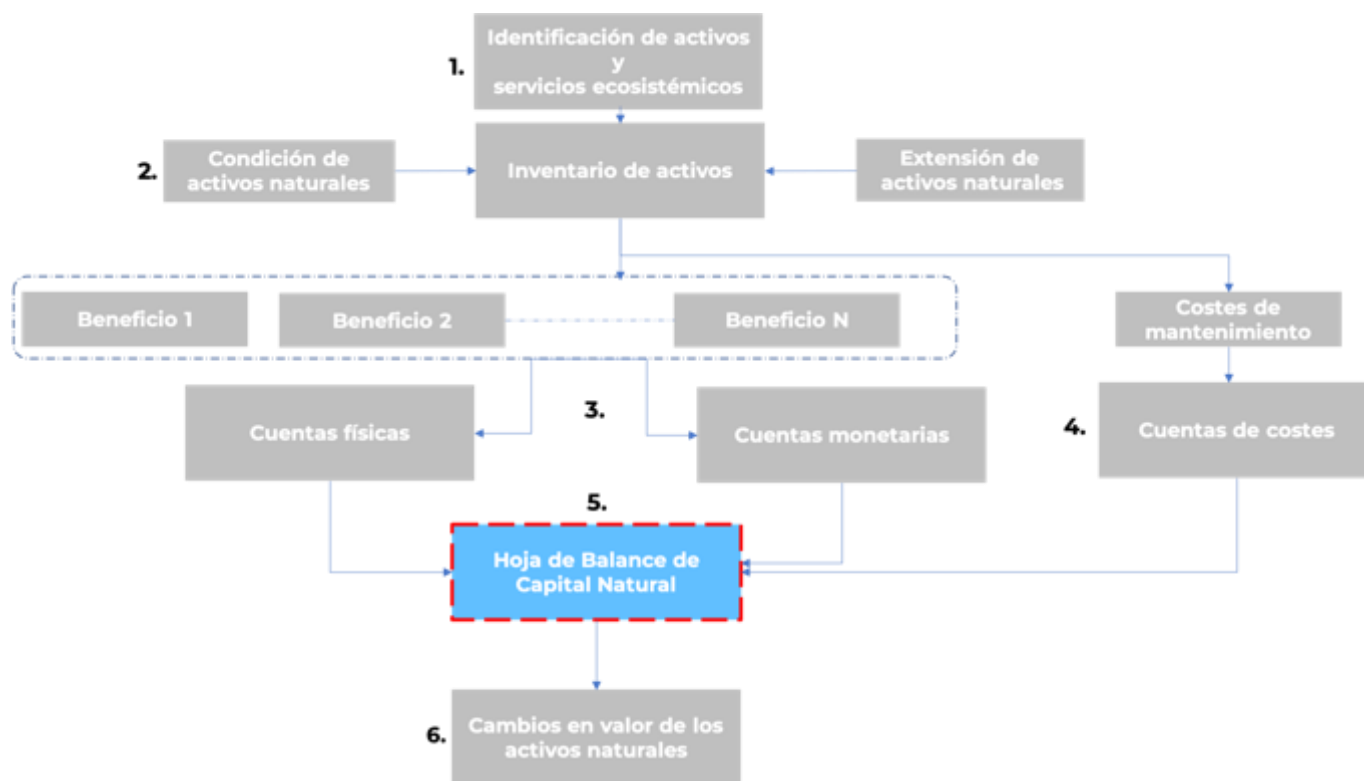 1.
Identificación de activos
y
servicios ecosistémicos
2.
Condición de
activos naturales
Inventario de activos
Extensión de
activos naturales
Beneficio 1
Beneficio 2
Beneficio N
Costes de
mantenimiento
Cuentas físicas
3.
Cuentas monetarias
4.
Cuentas de costes
5.
Hoja de Balance de
Capital Natural
6.
Cambios en valor de los
activos naturales